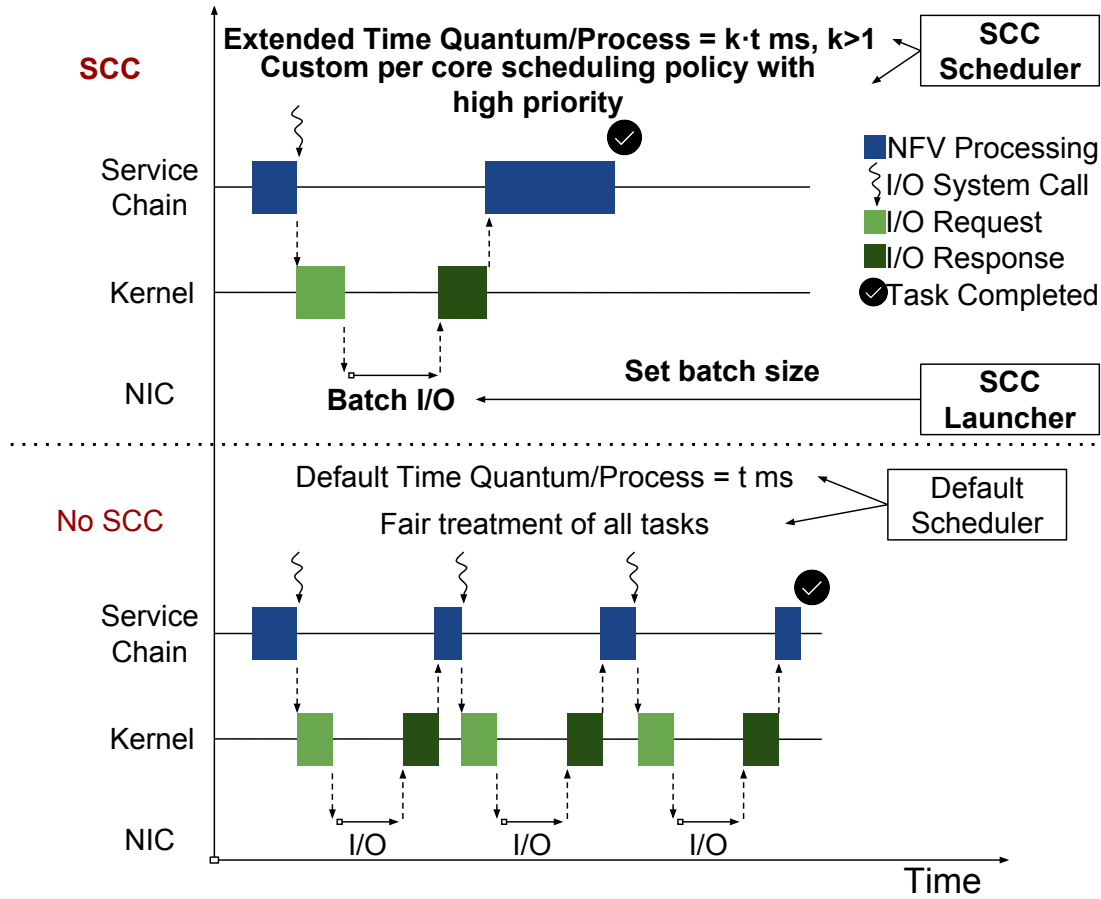 Extended Time Quantum/Process = k·t ms, k>1
Custom per core scheduling policy with
high priority
SCC
Scheduler
SCC
Service
Chain
Kernel
NIC
NFV Processing
I/O System Call
I/O Request
I/O Response
Task Completed
Batch I/O
Set batch size
SCC
Launcher
Default Time Quantum/Process = t ms
Fair treatment of all tasks
Default
Scheduler
No SCC
Service
Chain
Kernel
NIC
I/O
I/O
I/O
Time